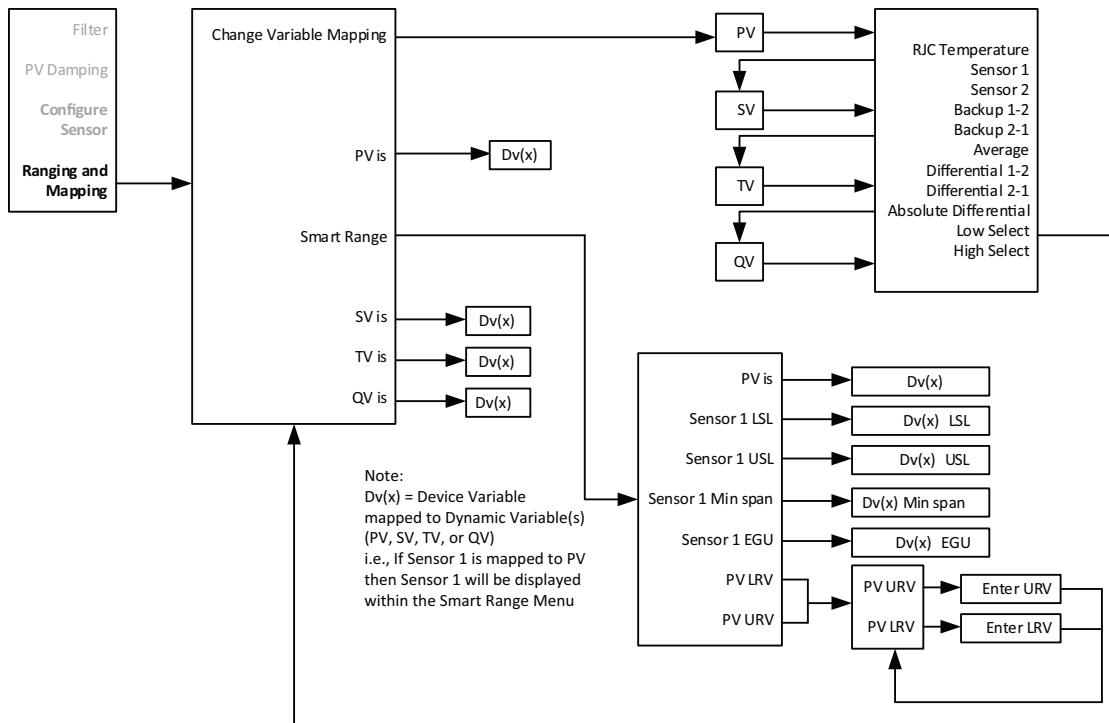 Filter
PV Damping
Configure
Sensor
Ranging and
Mapping
Change Variable Mapping
PV is
Dv(x)
Smart Range
SV is
Dv(x)
TV is
Dv(x)
QV is
Dv(x)
PV
SV
TV
QV
RJC Temperature
Sensor 1
Sensor 2
Backup 1-2
Backup 2-1
Average
Differential 1-2
Differential 2-1
Absolute Differential
Low Select
High Select
Note:
Dv(x) = Device Variable
mapped to Dynamic Variable(s)
(PV, SV, TV, or QV)
i.e., If Sensor 1 is mapped to PV
then Sensor 1 will be displayed
within the Smart Range Menu
PV is
Dv(x)
Sensor 1 LSL
Dv(x) LSL
Sensor 1 USL
Dv(x) USL
Sensor 1 Min span
Dv(x) Min span
Sensor 1 EGU
Dv(x) EGU
PV LRV
PV URV
PV URV
Enter URV
PV LRV
Enter LRV